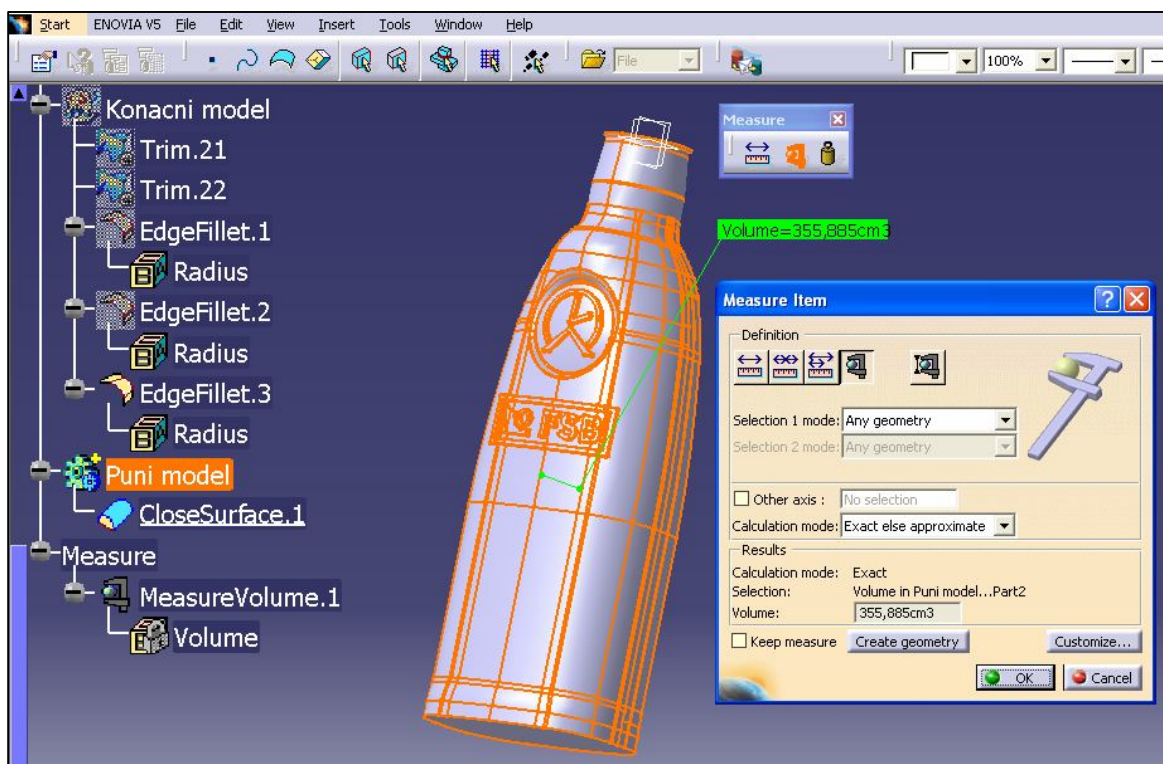 Start ENOVIA V5 File Edit View Insert Tools Window Help
File
100%
Konacni model
Trim.21
Trim.22
EdgeFillet.1
Radius
EdgeFillet.2
Radius
EdgeFillet.3
Radius
Puni model
CloseSurface.1
Measure
MeasureVolume.1
Volume
FSB
Measure
Volume=355,885cm3
Measure Item
Definition
Selection 1 mode: Any geometry
Selection 2 mode: Any geometry
Other axis : No selection
Calculation mode: Exact else approximate
Results
Calculation mode: Exact
Selection: Volume in Puni model...Part2
Volume: 355,885cm3
Keep measure Create geometry Customize...
OK Cancel